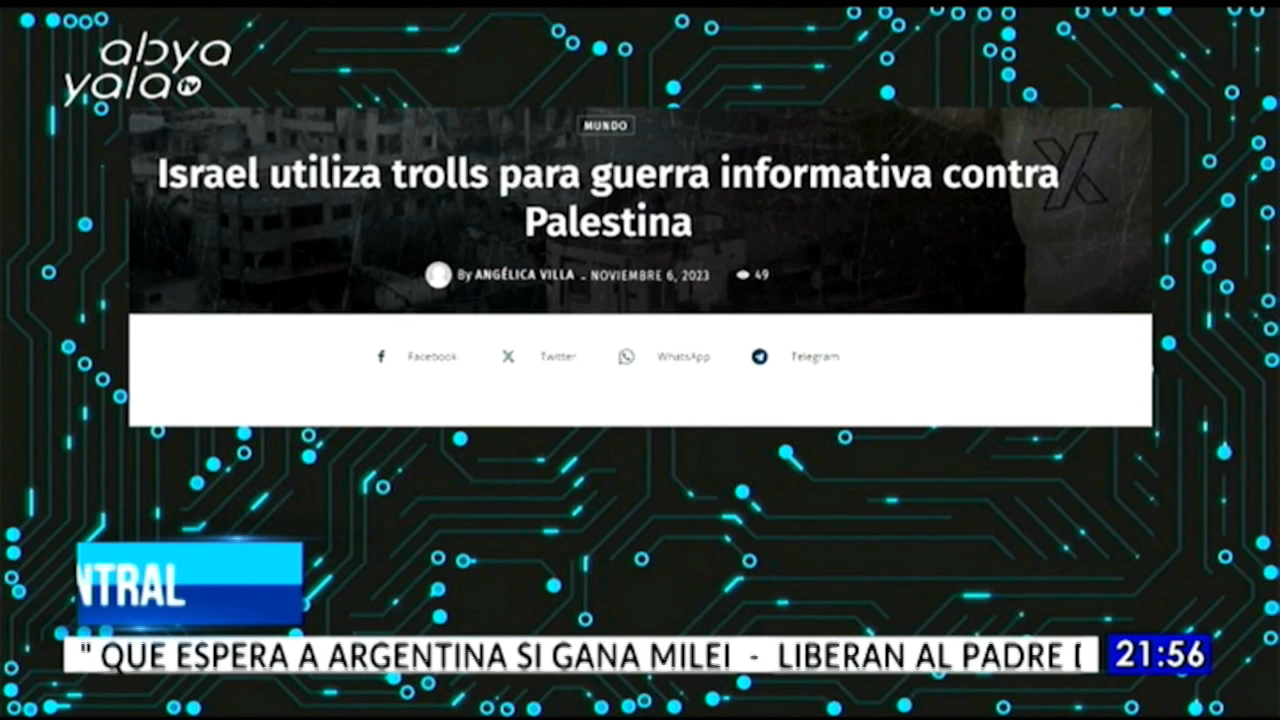 abya
yala tv
MUNDO
Israel utiliza trolls para guerra informativa contra
Palestina
By ANGÉLICA VILLA - NOVIEMBRE 6, 2023 49
Facebook Twitter WhatsApp Telegram
NTRAL
" QUE ESPERA A ARGENTINA SI GANA MILEI - LIBERAN AL PADRE
21:56